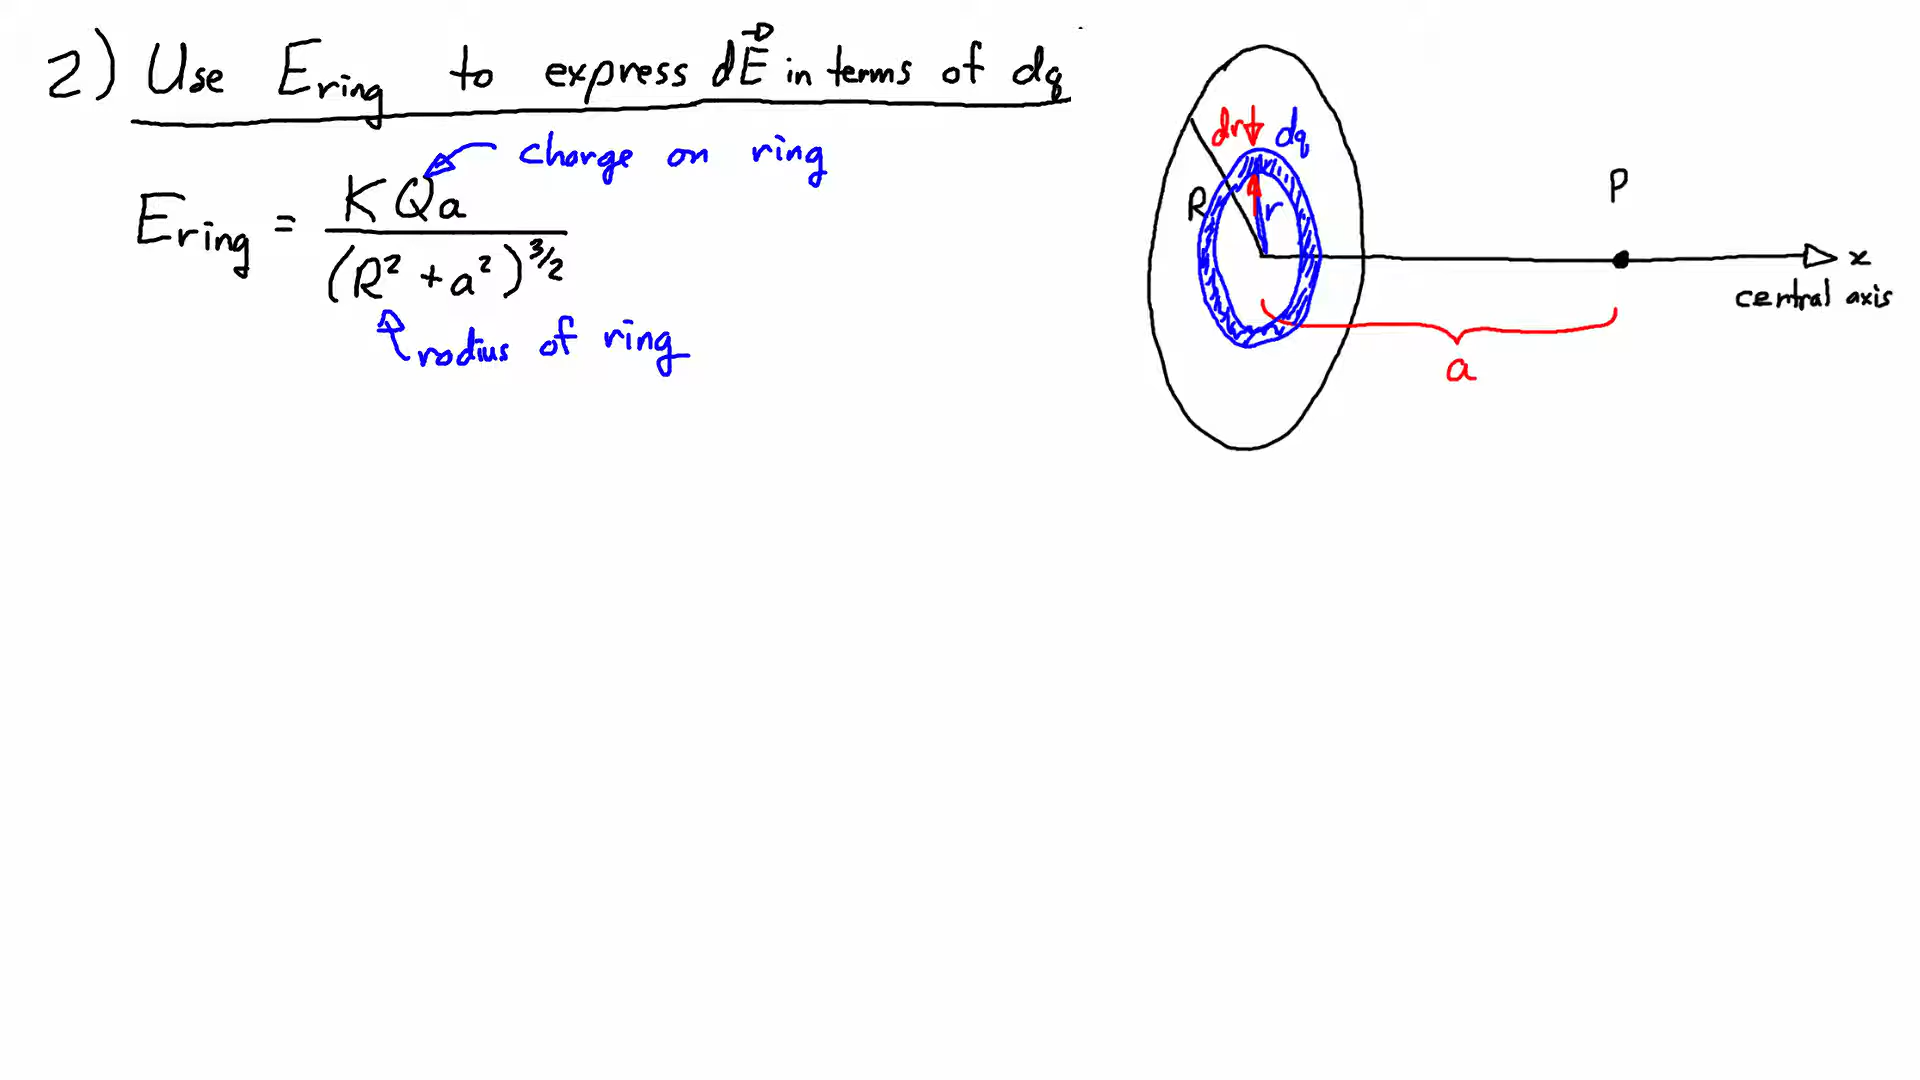 2) Use Ering to express dE⃗ in terms of dq
charge on ring
Ering = KQa / (R² + a²)^3/2
radius of ring
dr dq
R r
P
x
central axis
a